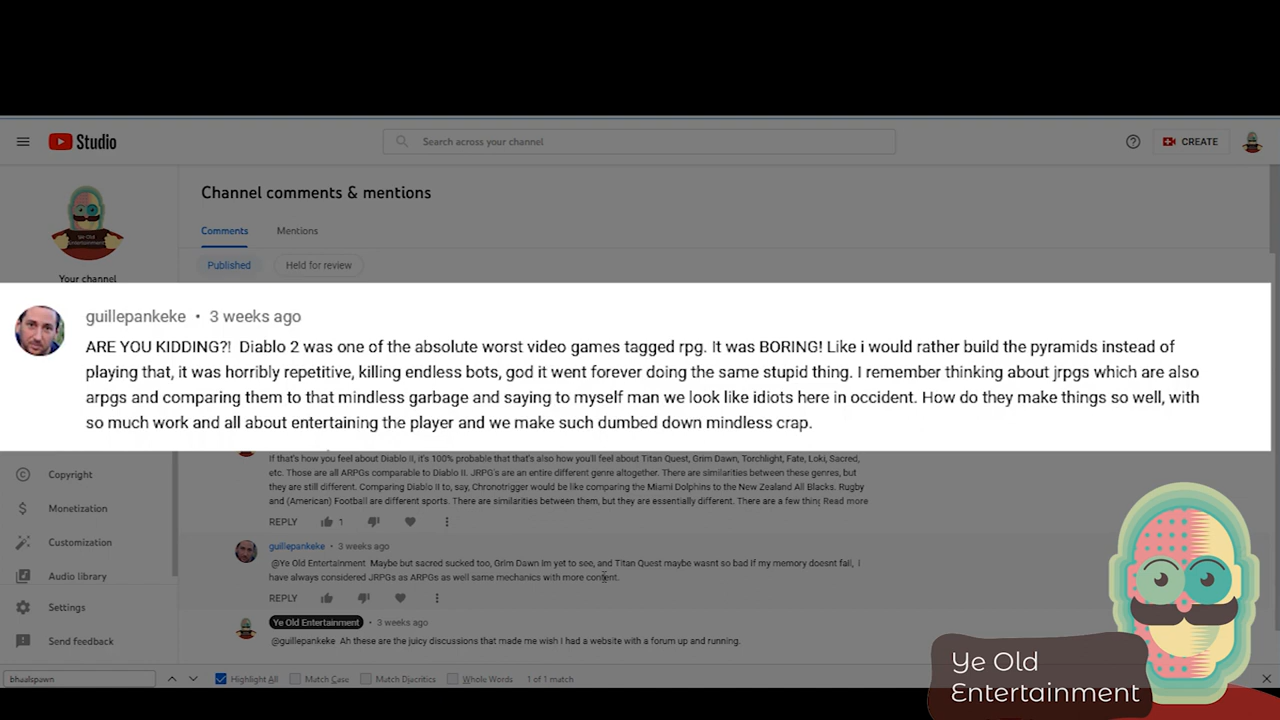 Studio
Search across your channel
CREATE
Channel comments & mentions
Ye Old
Entertainment
Comments
Mentions
Published
Held for review
Your channel
guillepankeke • 3 weeks ago
ARE YOU KIDDING?! Diablo 2 was one of the absolute worst video games tagged rpg. It was BORING! Like i would rather build the pyramids instead of
playing that, it was horribly repetitive, killing endless bots, god it went forever doing the same stupid thing. I remember thinking about jrpgs which are also
arpgs and comparing them to that mindless garbage and saying to myself man we look like idiots here in occident. How do they make things so well, with
so much work and all about entertaining the player and we make such dumbed down mindless crap.
If that's how you feel about Diablo II, it's 100% probable that that's also how you'll feel about Titan Quest, Grim Dawn, Torchlight, Fate, Loki, Sacred,
etc. Those are all ARPGs comparable to Diablo II. JRPG's are an entire different genre altogether. There are similarities between these genres, but
they are still different. Comparing Diablo II to, say, Chronotrigger would be like comparing the Miami Dolphins to the New Zealand All Blacks. Rugby
and (American) Football are different sports. There are similarities between them, but they are essentially different. There are a few thing Read more
REPLY 1
guillepankeke • 3 weeks ago
@Ye Old Entertainment Maybe but sacred sucked too, Grim Dawn Im yet to see, and Titan Quest maybe wasnt so bad if my memory doesnt fail, I
have always considered JRPGs as ARPGs as well same mechanics with more content.
REPLY
Ye Old Entertainment • 3 weeks ago
@guillepankeke Ah these are the juicy discussions that made me wish I had a website with a forum up and running.
Copyright
Monetization
Customization
Audio library
Settings
Send feedback
bhaalspawn
Highlight All
Match Case
Match Diacritics
Whole Words
1 of 1 match
Ye Old
Entertainment